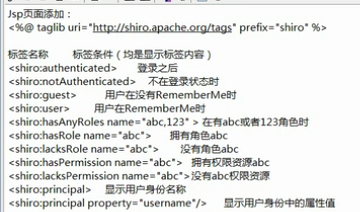 Jsp页面添加：
<%@ taglib uri="http://shiro.apache.org/tags" prefix="shiro" %>
标签名称 标签条件（均是显示标签内容）
<shiro:authenticated> 登录之后
<shiro:notAuthenticated> 不在登录状态时
<shiro:guest> 用户在没有RememberMe时
<shiro:user> 用户在RememberMe时
<shiro:hasAnyRoles name="abc,123" > 在有abc或者123角色时
<shiro:hasRole name="abc"> 拥有角色abc
<shiro:lacksRole name="abc"> 没有角色abc
<shiro:hasPermission name="abc"> 拥有权限资源abc
<shiro:lacksPermission name="abc"> 没有abc权限资源
<shiro:principal> 显示用户身份名称
<shiro:principal property="username"/> 显示用户身份中的属性值